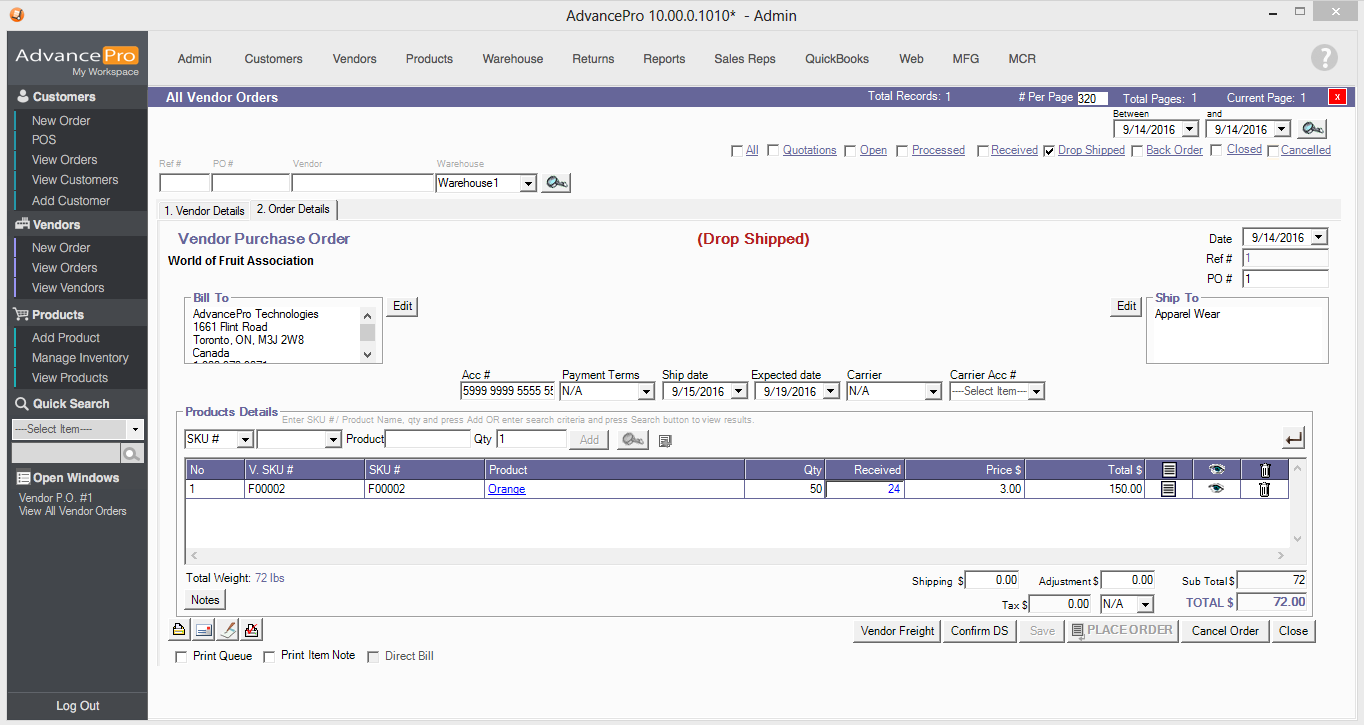 AdvancePro 10.00.0.1010* - Admin
AdvancePro
My Workspace
Admin Customers Vendors Products Warehouse Returns Reports Sales Reps QuickBooks Web MFG MCR
?
Customers
New Order
POS
View Orders
View Customers
Add Customer
Vendors
New Order
View Orders
View Vendors
Products
Add Product
Manage Inventory
View Products
Quick Search
----Select Item----
Open Windows
Vendor P.O. #1
View All Vendor Orders
Log Out
All Vendor Orders Total Records: 1 # Per Page 320 Total Pages: 1 Current Page: 1 x
Between and
9/14/2016 9/14/2016
All Quotations Open Processed Received Drop Shipped Back Order Closed Cancelled
Ref # PO # Vendor Warehouse
Warehouse1
1. Vendor Details 2. Order Details
Vendor Purchase Order (Drop Shipped) Date 9/14/2016
World of Fruit Association Ref # 1
PO # 1
Bill To
AdvancePro Technologies
1661 Flint Road
Toronto, ON, M3J 2W8
Canada
Edit
Edit
Ship To
Apparel Wear
Acc # Payment Terms Ship date Expected date Carrier Carrier Acc #
5999 9999 5555 55 N/A 9/15/2016 9/19/2016 N/A ----Select Item----
Products Details Enter SKU # / Product Name, qty and press Add OR enter search criteria and press Search button to view results.
SKU # Product Qty 1 Add
No V. SKU # SKU # Product Qty Received Price $ Total $
1 F00002 F00002 Orange 50 24 3.00 150.00
Total Weight: 72 lbs Shipping $ 0.00 Adjustment $ 0.00 Sub Total $ 72
Notes Tax $ 0.00 N/A TOTAL $ 72.00
Vendor Freight Confirm DS Save PLACE ORDER Cancel Order Close
Print Queue Print Item Note Direct Bill